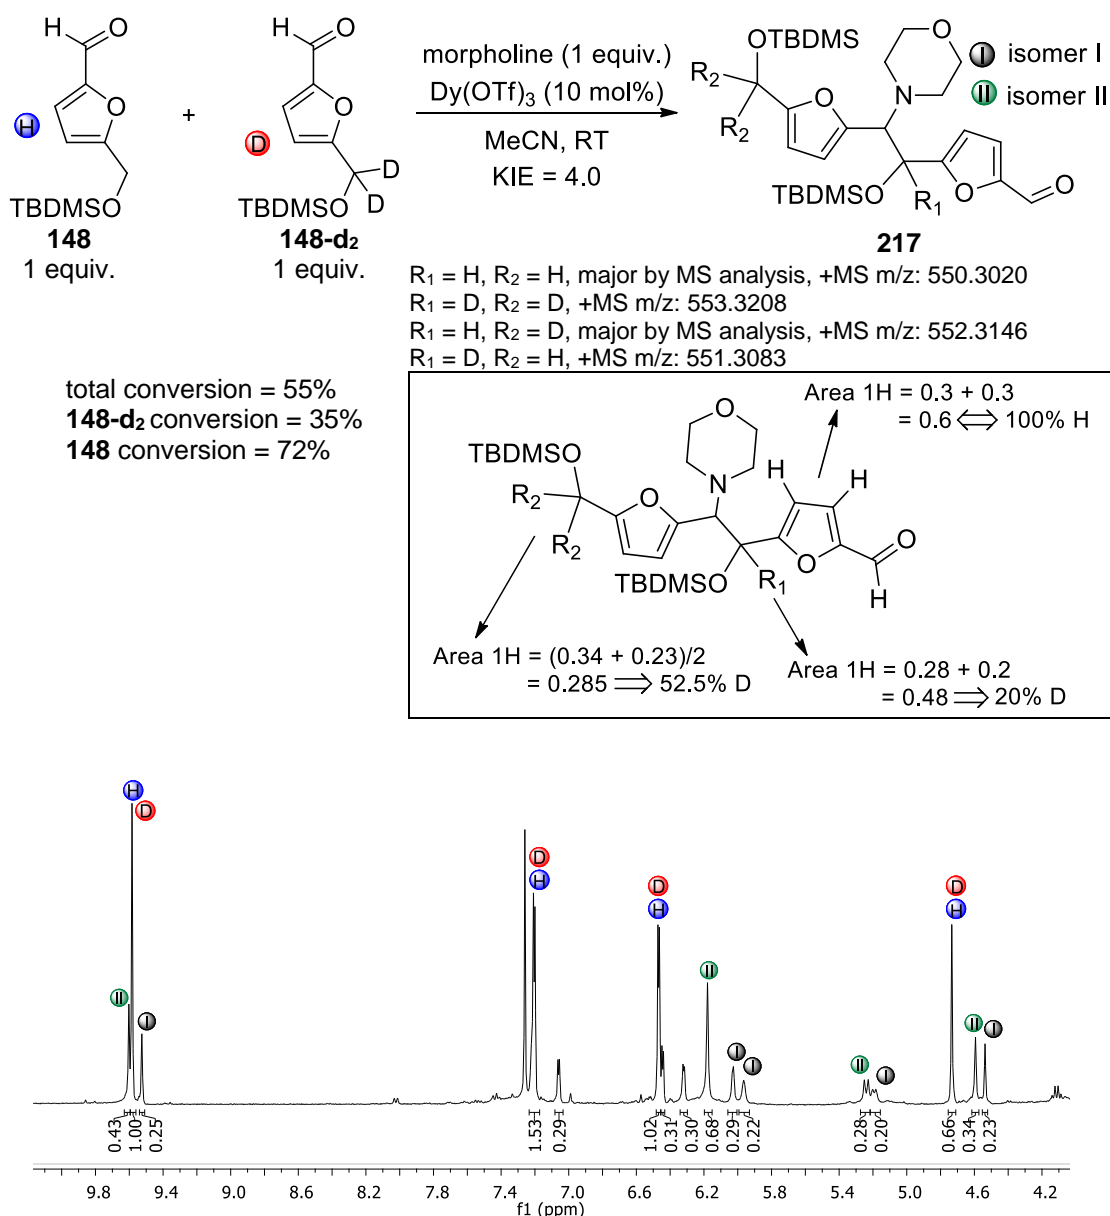 H O
H O
O
H
+
O
D
TBDMSO
TBDMSO
D
D
148
148-d2
1 equiv.
1 equiv.
morpholine (1 equiv.)
Dy(OTf)3 (10 mol%)
MeCN, RT
KIE = 4.0
OTBDMS
R2
R2
O
O
N
TBDMSO
R1
O
O
217
I isomer I
II isomer II
R1 = H, R2 = H, major by MS analysis, +MS m/z: 550.3020
R1 = D, R2 = D, +MS m/z: 553.3208
R1 = H, R2 = D, major by MS analysis, +MS m/z: 552.3146
R1 = D, R2 = H, +MS m/z: 551.3083
total conversion = 55%
148-d2 conversion = 35%
148 conversion = 72%
Area 1H = 0.3 + 0.3
= 0.6 ⇔ 100% H
TBDMSO
R2
R2
O
O
N
H
H
TBDMSO
R1
O
O
H
Area 1H = (0.34 + 0.23)/2
= 0.285 ⇒ 52.5% D
Area 1H = 0.28 + 0.2
= 0.48 ⇒ 20% D
H
D
II
I
D
H
D
H
II
I
I
II
I
D
H
II
I
0.43 1.00 0.25 1.53 0.29 1.02 0.31 0.30 0.68 0.29 0.22 0.28 0.20 0.66 0.34 0.23
9.8 9.4 9.0 8.6 8.2 7.8 7.4 7.0 6.6 6.2 5.8 5.4 5.0 4.6 4.2
f1 (ppm)